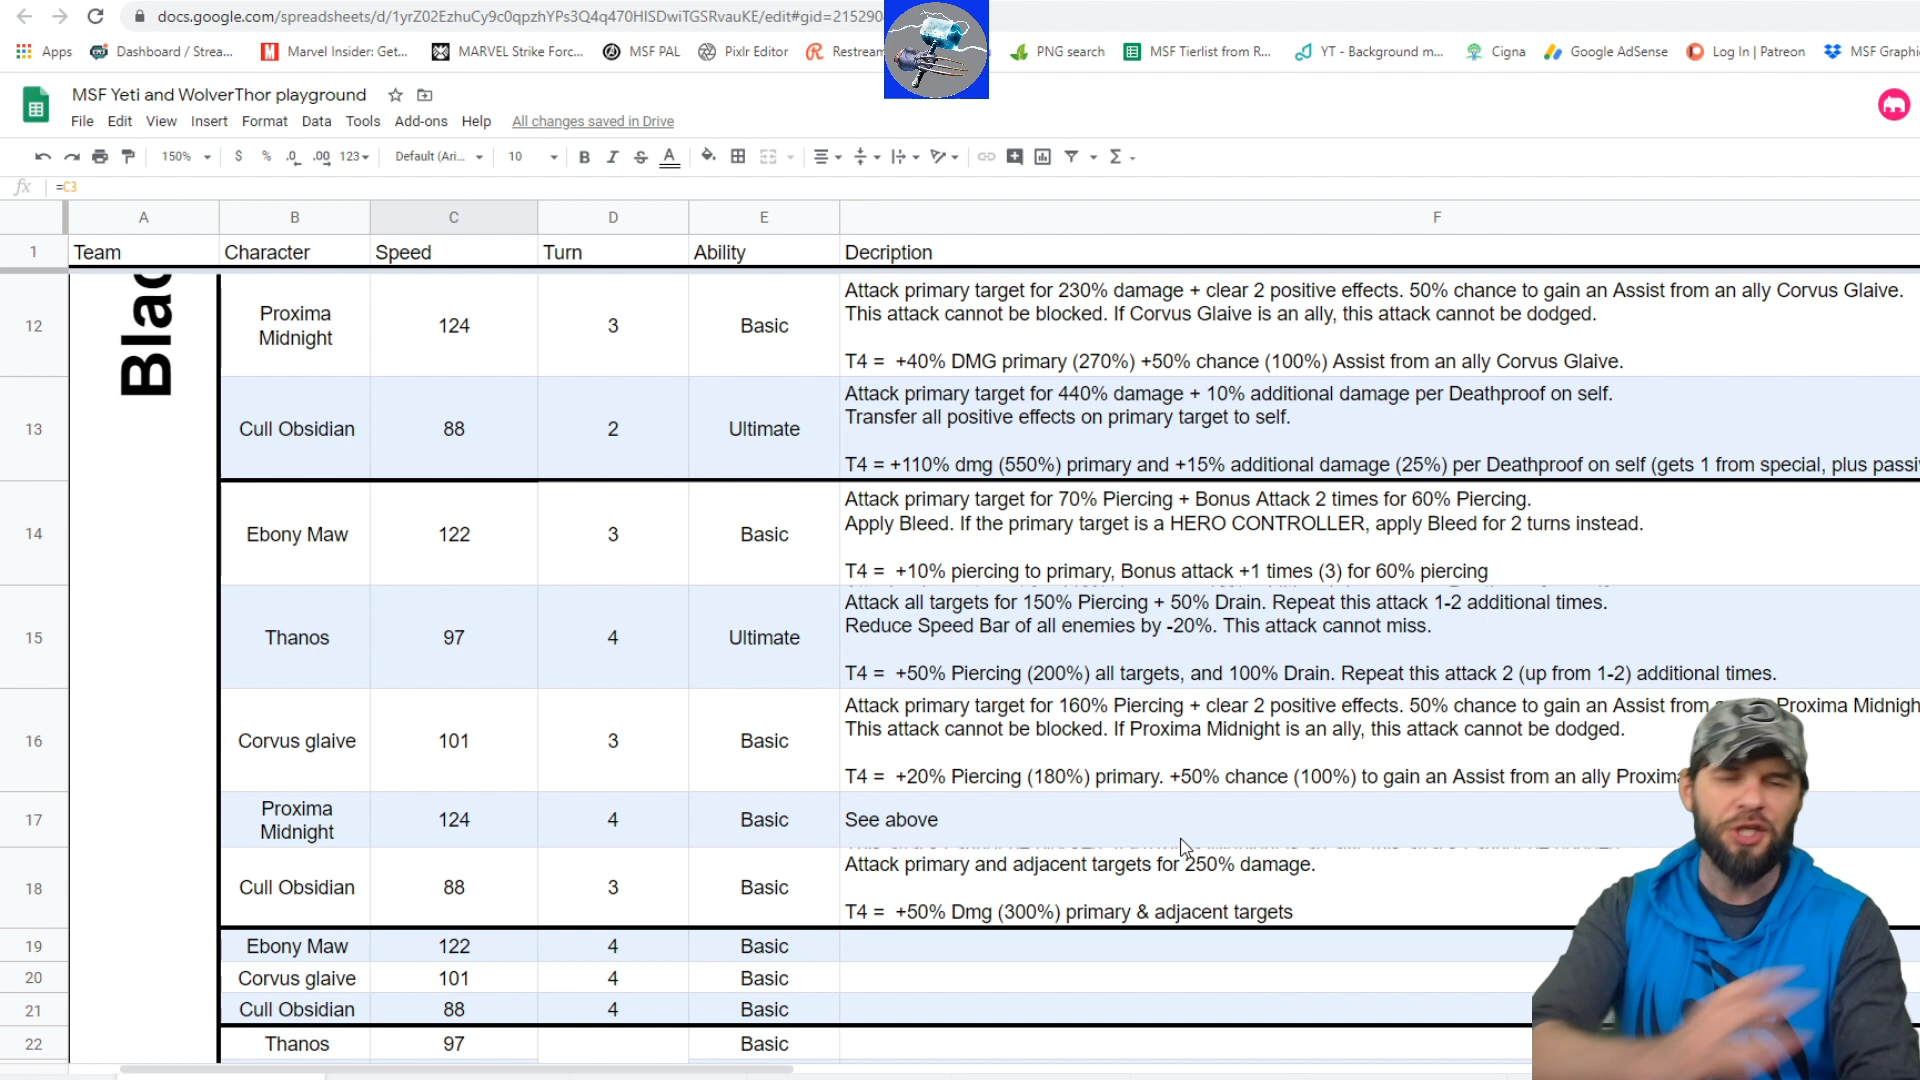 docs.google.com/spreadsheets/d/1yrZ02EzhuCy9c0qpzhYPs3Q4q470HISDwiTGSRvauKE/edit#gid=215290
Apps Dashboard / Strea... Marvel Insider: Get... MARVEL Strike Forc... MSF PAL Pixlr Editor Restream PNG search MSF Tierlist from R... YT - Background m... Cigna Google AdSense Log In | Patreon MSF Graphi
MSF Yeti and WolverThor playground
File Edit View Insert Format Data Tools Add-ons Help All changes saved in Drive
150% $ % .0 .00 123 Default (Ari... 10 B I S A
fx =C3
A B C D E F
1 Team Character Speed Turn Ability Decription
Blac
12 Proxima Midnight 124 3 Basic
Attack primary target for 230% damage + clear 2 positive effects. 50% chance to gain an Assist from an ally Corvus Glaive.
This attack cannot be blocked. If Corvus Glaive is an ally, this attack cannot be dodged.
T4 = +40% DMG primary (270%) +50% chance (100%) Assist from an ally Corvus Glaive.
13 Cull Obsidian 88 2 Ultimate
Attack primary target for 440% damage + 10% additional damage per Deathproof on self.
Transfer all positive effects on primary target to self.
T4 = +110% dmg (550%) primary and +15% additional damage (25%) per Deathproof on self (gets 1 from special, plus passi
14 Ebony Maw 122 3 Basic
Attack primary target for 70% Piercing + Bonus Attack 2 times for 60% Piercing.
Apply Bleed. If the primary target is a HERO CONTROLLER, apply Bleed for 2 turns instead.
T4 = +10% piercing to primary, Bonus attack +1 times (3) for 60% piercing
15 Thanos 97 4 Ultimate
Attack all targets for 150% Piercing + 50% Drain. Repeat this attack 1-2 additional times.
Reduce Speed Bar of all enemies by -20%. This attack cannot miss.
T4 = +50% Piercing (200%) all targets, and 100% Drain. Repeat this attack 2 (up from 1-2) additional times.
16 Corvus glaive 101 3 Basic
Attack primary target for 160% Piercing + clear 2 positive effects. 50% chance to gain an Assist from Proxima Midnigh
This attack cannot be blocked. If Proxima Midnight is an ally, this attack cannot be dodged.
T4 = +20% Piercing (180%) primary. +50% chance (100%) to gain an Assist from an ally Proxima
17 Proxima Midnight 124 4 Basic See above
18 Cull Obsidian 88 3 Basic
Attack primary and adjacent targets for 250% damage.
T4 = +50% Dmg (300%) primary & adjacent targets
19 Ebony Maw 122 4 Basic
20 Corvus glaive 101 4 Basic
21 Cull Obsidian 88 4 Basic
22 Thanos 97 Basic